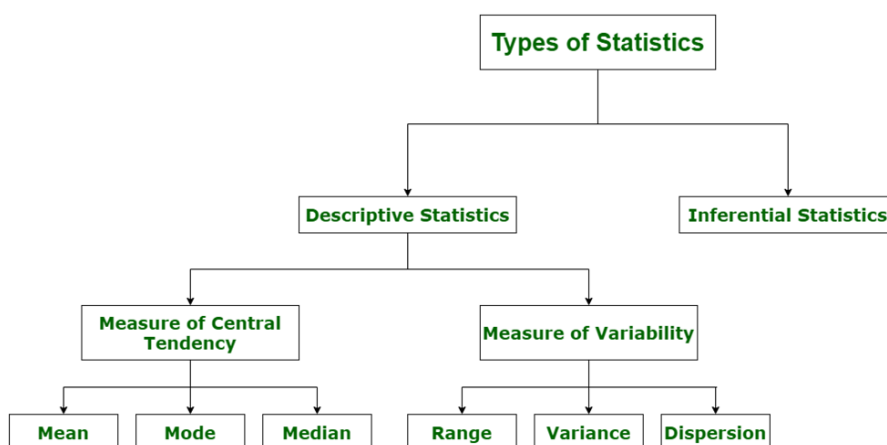 Types of Statistics
Descriptive Statistics
Inferential Statistics
Measure of Central
Tendency
Measure of Variability
Mean
Mode
Median
Range
Variance
Dispersion